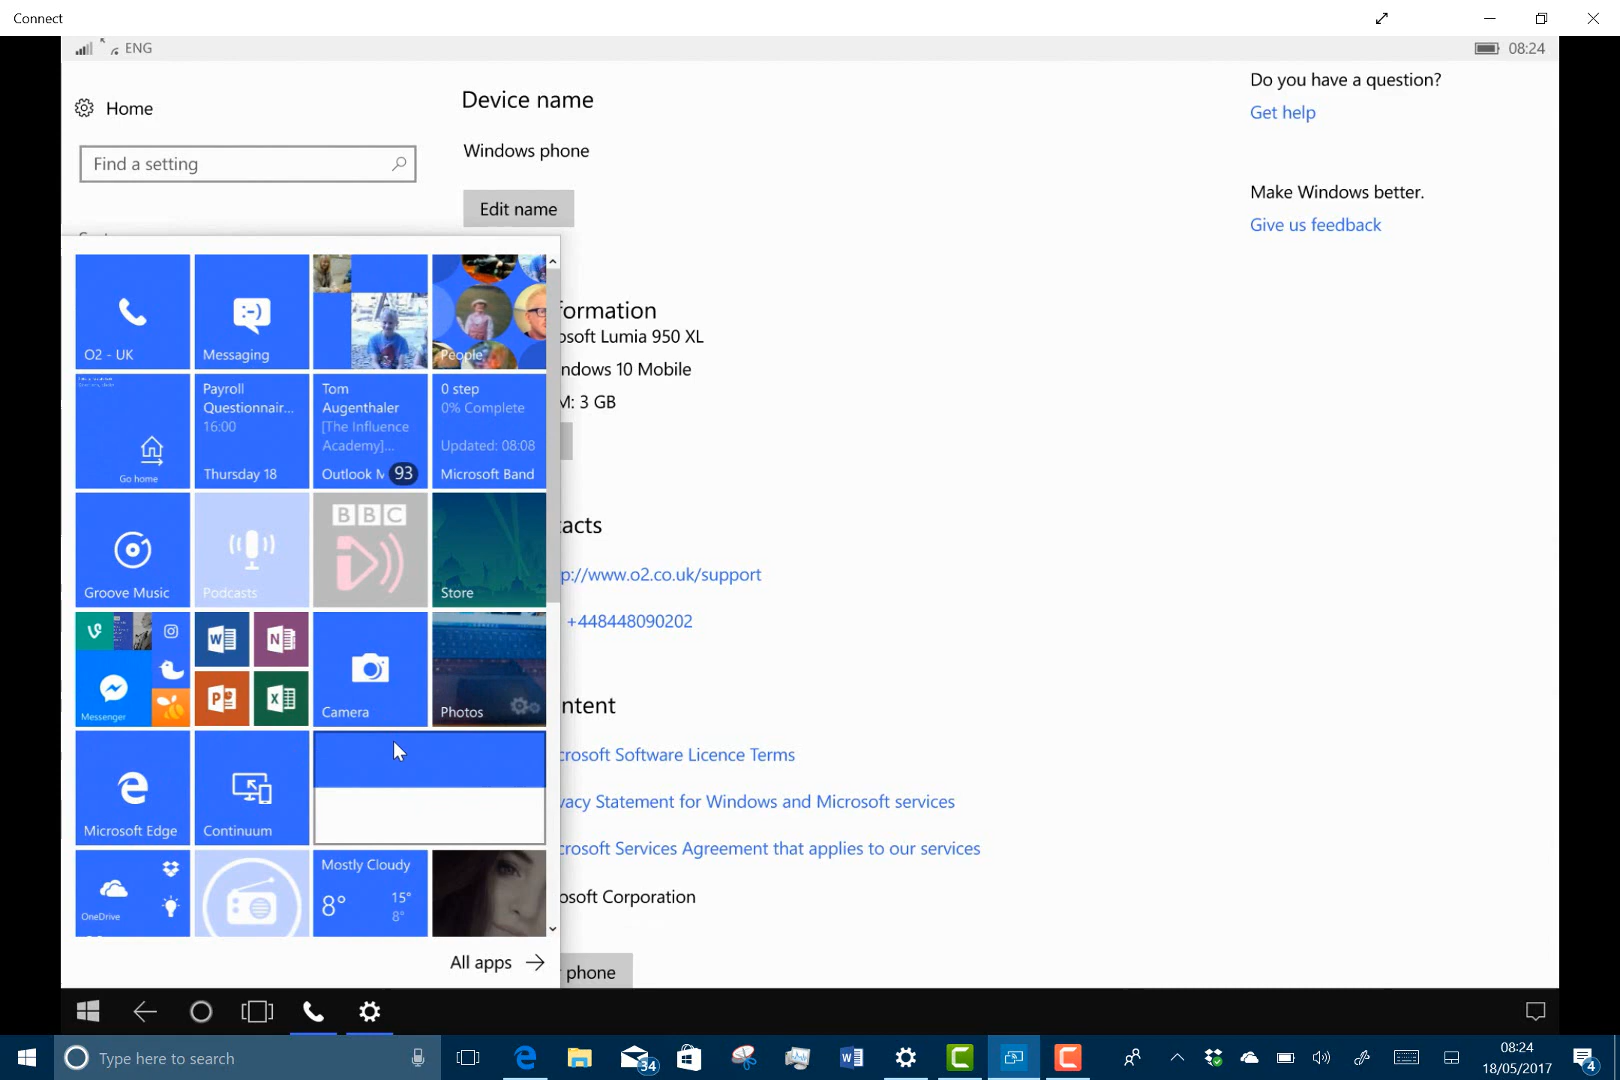 Connect
ENG
08:24
Home
Find a setting
Device name
Windows phone
Edit name
Do you have a question?
Get help
Make Windows better.
Give us feedback
O2 - UK
Messaging
People
Go home
Payroll
Questionnair...
16:00
Thursday 18
Tom
Augenthaler
[The Influence
Academy]...
Outlook M 93
0 step
0% Complete
Updated: 08:08
Microsoft Band
Groove Music
Podcasts
BBC
Store
Messenger
Camera
Photos
Microsoft Edge
Continuum
OneDrive
Mostly Cloudy
8°
15°
8°
All apps
formation
osoft Lumia 950 XL
ndows 10 Mobile
M: 3 GB
acts
p://www.o2.co.uk/support
+448448090202
ntent
crosoft Software Licence Terms
vacy Statement for Windows and Microsoft services
crosoft Services Agreement that applies to our services
osoft Corporation
phone
Type here to search
34
08:24
18/05/2017
4